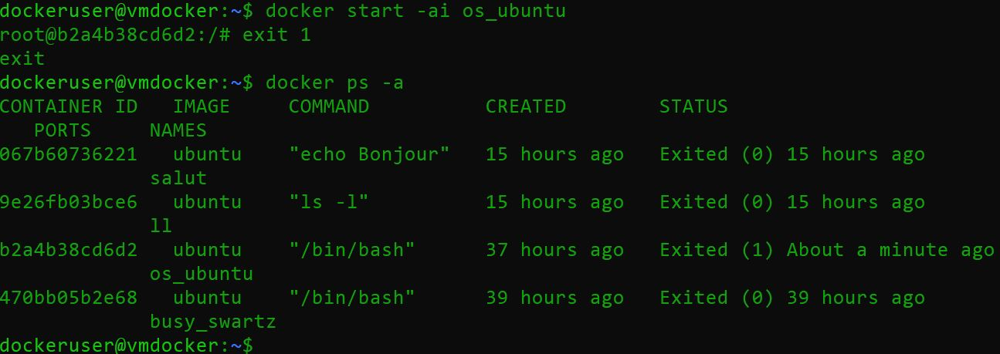 dockeruser@vmdocker:~$ docker start -ai os_ubuntu
root@b2a4b38cd6d2:/# exit 1
exit
dockeruser@vmdocker:~$ docker ps -a
CONTAINER ID   IMAGE     COMMAND          CREATED        STATUS
   PORTS     NAMES
067b60736221   ubuntu    "echo Bonjour"   15 hours ago   Exited (0) 15 hours ago
             salut
9e26fb03bce6   ubuntu    "ls -l"          15 hours ago   Exited (0) 15 hours ago
             ll
b2a4b38cd6d2   ubuntu    "/bin/bash"      37 hours ago   Exited (1) About a minute ago
             os_ubuntu
470bb05b2e68   ubuntu    "/bin/bash"      39 hours ago   Exited (0) 39 hours ago
             busy_swartz
dockeruser@vmdocker:~$